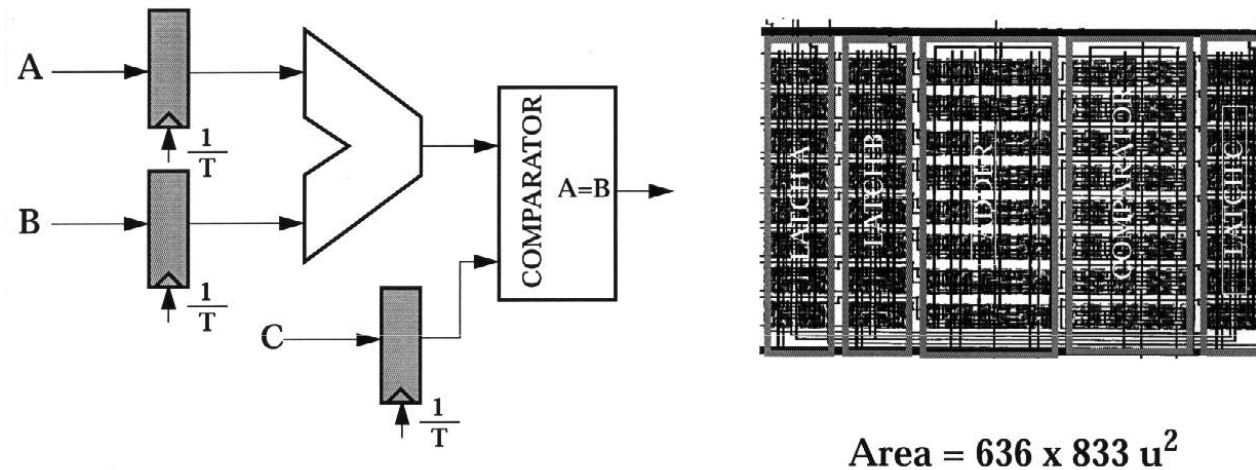 A
1
T
B
1
T
C
1
T
COMPARATOR
A=B
LATCH A
LATCH B
ADDER
COMPARATOR
LATCH C
Area = 636 x 833 u²